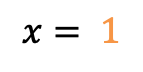 x = 1